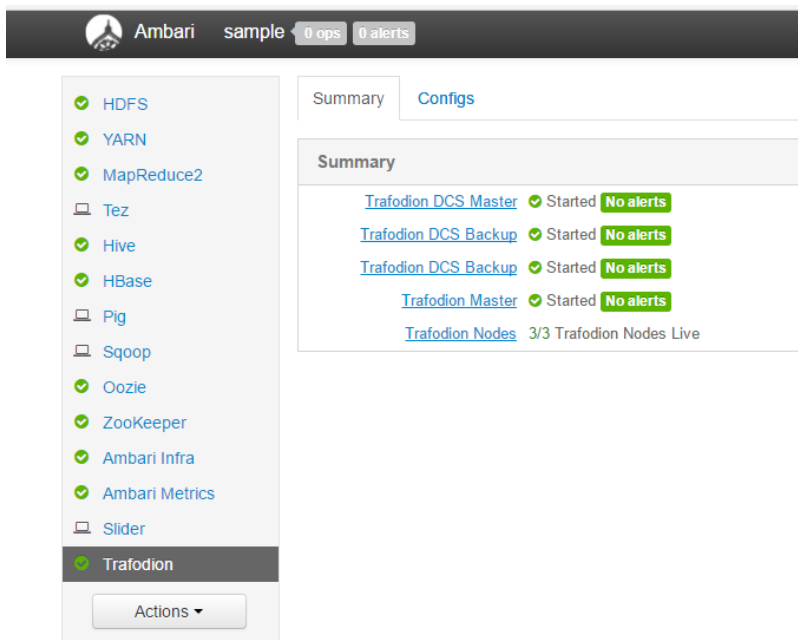 Ambari sample 0 ops 0 alerts
HDFS
YARN
MapReduce2
Tez
Hive
HBase
Pig
Sqoop
Oozie
ZooKeeper
Ambari Infra
Ambari Metrics
Slider
Trafodion
Actions
Summary Configs
Summary
Trafodion DCS Master Started No alerts
Trafodion DCS Backup Started No alerts
Trafodion DCS Backup Started No alerts
Trafodion Master Started No alerts
Trafodion Nodes 3/3 Trafodion Nodes Live